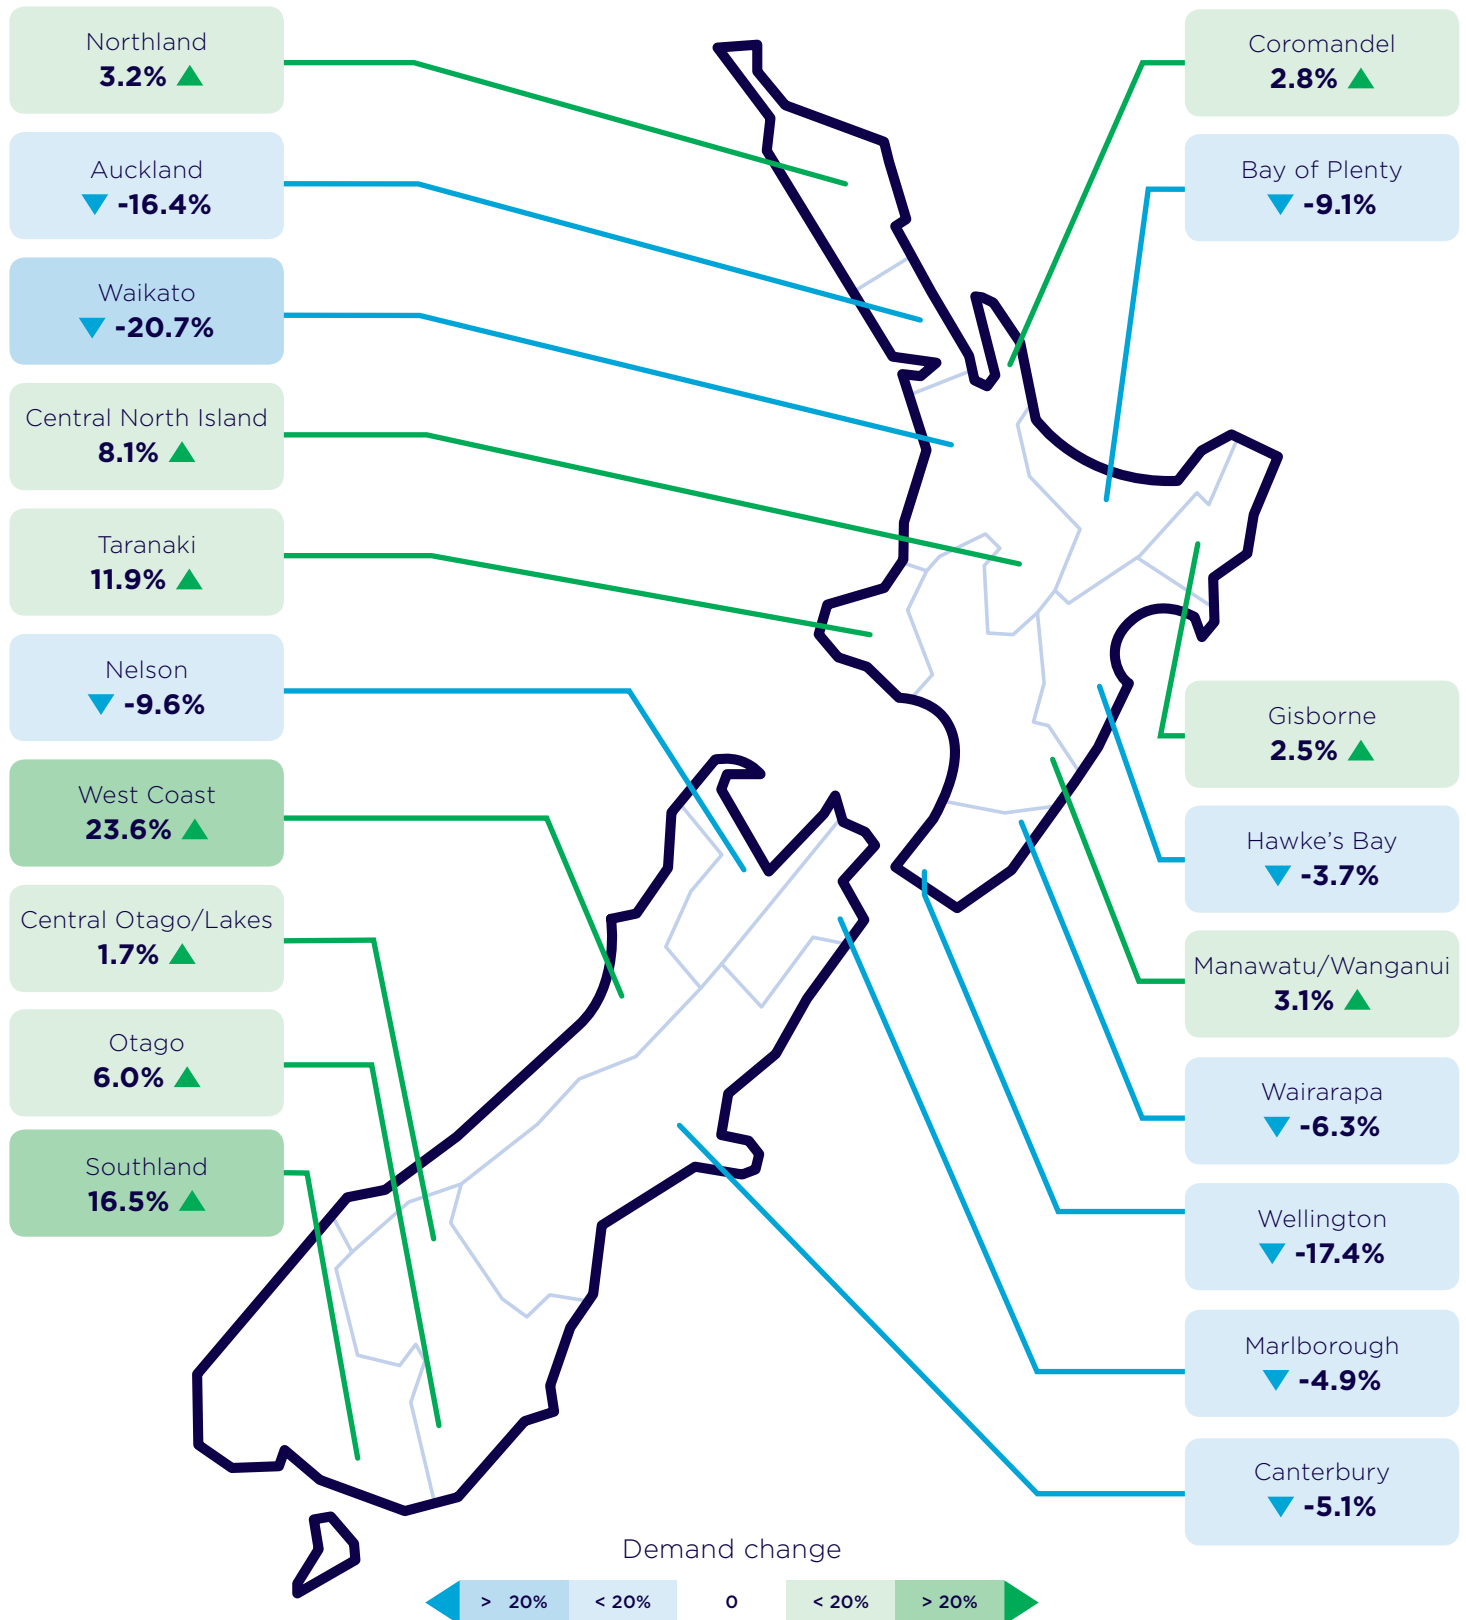 Northland
3.2%
Auckland
-16.4%
Waikato
-20.7%
Central North Island
8.1%
Taranaki
11.9%
Nelson
-9.6%
West Coast
23.6%
Central Otago/Lakes
1.7%
Otago
6.0%
Southland
16.5%
Coromandel
2.8%
Bay of Plenty
-9.1%
Gisborne
2.5%
Hawke's Bay
-3.7%
Manawatu/Wanganui
3.1%
Wairarapa
-6.3%
Wellington
-17.4%
Marlborough
-4.9%
Canterbury
-5.1%
Demand change
> 20% < 20% 0 < 20% > 20%